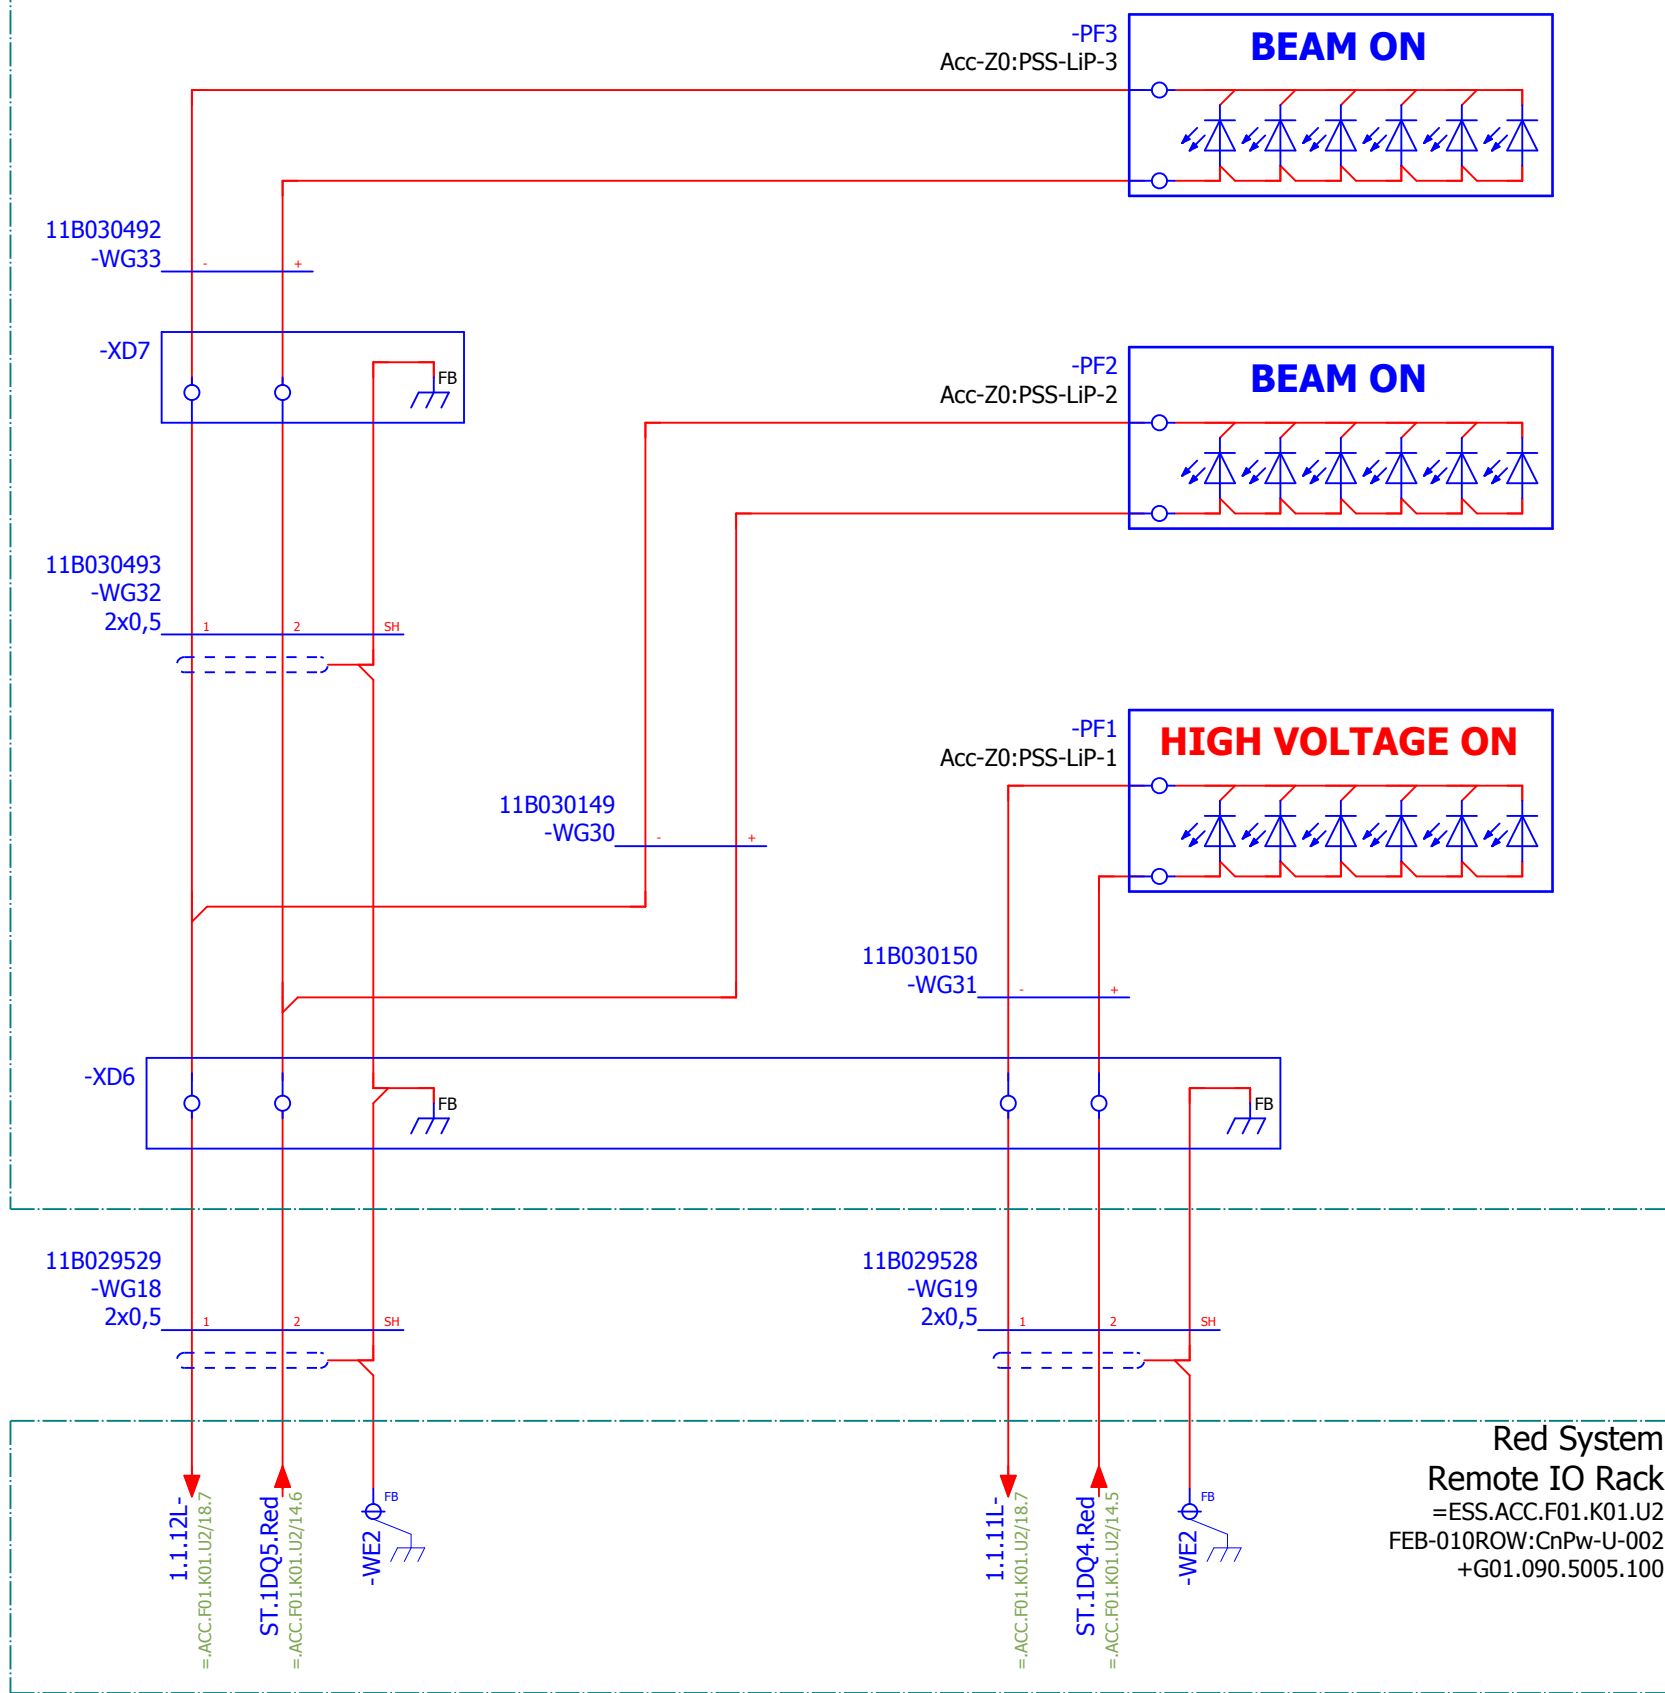 -PF3
Acc-Z0:PSS-LiP-3
BEAM ON
11B030492
-WG33
- +
-XD7
FB
-PF2
Acc-Z0:PSS-LiP-2
BEAM ON
11B030493
-WG32
2x0,5
1 2 SH
-PF1
Acc-Z0:PSS-LiP-1
HIGH VOLTAGE ON
11B030149
-WG30
- +
11B030150
-WG31
- +
-XD6
FB
FB
11B029529
-WG18
2x0,5
1 2 SH
11B029528
-WG19
2x0,5
1 2 SH
1.1.12L-
=.ACC.F01.K01.U2/18.7
ST.1DQ5.Red
=.ACC.F01.K01.U2/14.6
-WE2
FB
1.1.11L-
=.ACC.F01.K01.U2/18.7
ST.1DQ4.Red
=.ACC.F01.K01.U2/14.5
-WE2
FB
Red System
Remote IO Rack
=ESS.ACC.F01.K01.U2
FEB-010ROW:CnPw-U-002
+G01.090.5005.100